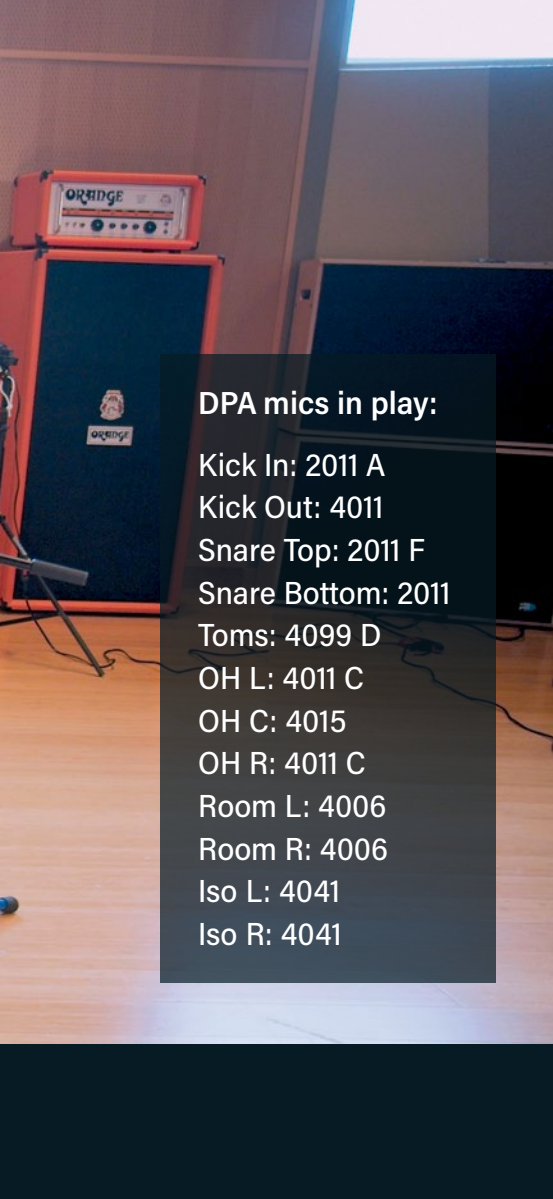 ORANGE
ORANGE
DPA mics in play:
Kick In: 2011 A
Kick Out: 4011
Snare Top: 2011 F
Snare Bottom: 2011
Toms: 4099 D
OH L: 4011 C
OH C: 4015
OH R: 4011 C
Room L: 4006
Room R: 4006
Iso L: 4041
Iso R: 4041